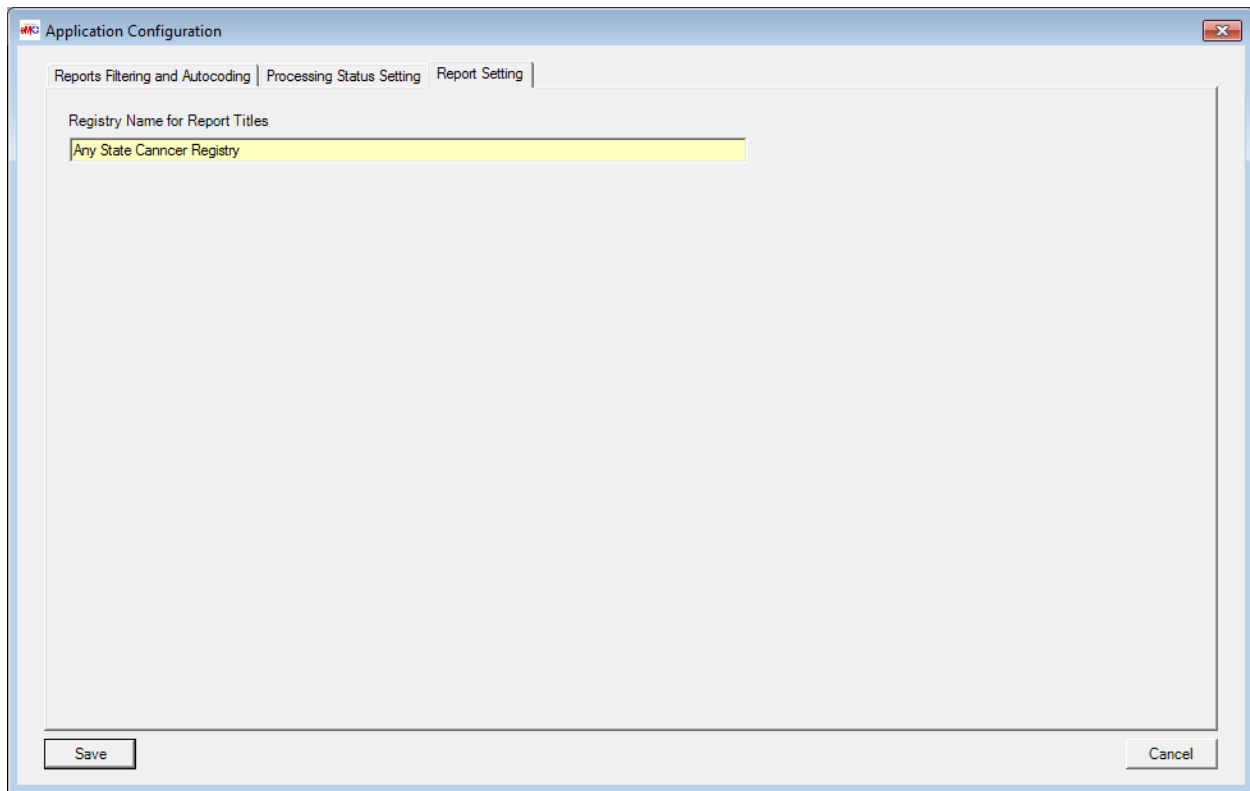 eMC Application Configuration
Reports Filtering and Autocoding Processing Status Setting Report Setting
Registry Name for Report Titles
Any State Canncer Registry
Save Cancel